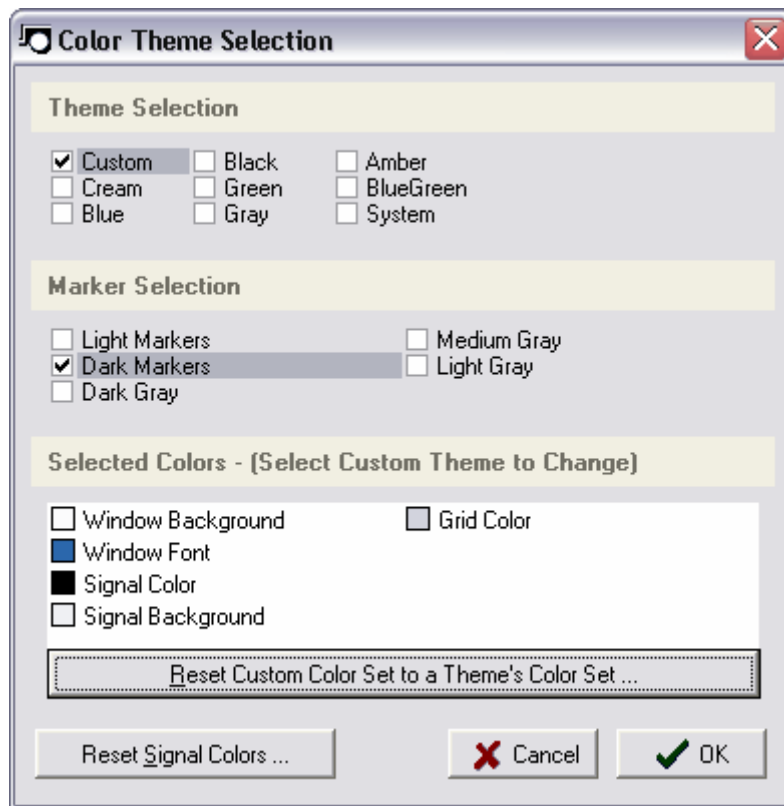 Color Theme Selection
Theme Selection
Custom Black Amber
Cream Green BlueGreen
Blue Gray System
Marker Selection
Light Markers Medium Gray
Dark Markers Light Gray
Dark Gray
Selected Colors - (Select Custom Theme to Change)
Window Background Grid Color
Window Font
Signal Color
Signal Background
Reset Custom Color Set to a Theme's Color Set ...
Reset Signal Colors ... Cancel OK